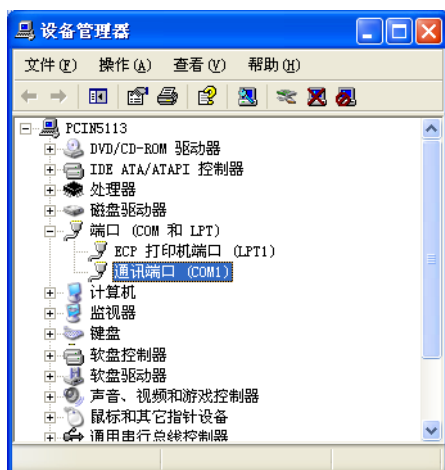 设备管理器
文件(F) 操作(A) 查看(V) 帮助(H)
PCIN5113
DVD/CD-ROM 驱动器
IDE ATA/ATAPI 控制器
处理器
磁盘驱动器
端口 (COM 和 LPT)
ECP 打印机端口 (LPT1)
通讯端口 (COM1)
计算机
监视器
键盘
软盘控制器
软盘驱动器
声音、视频和游戏控制器
鼠标和其它指针设备
通用串行总线控制器